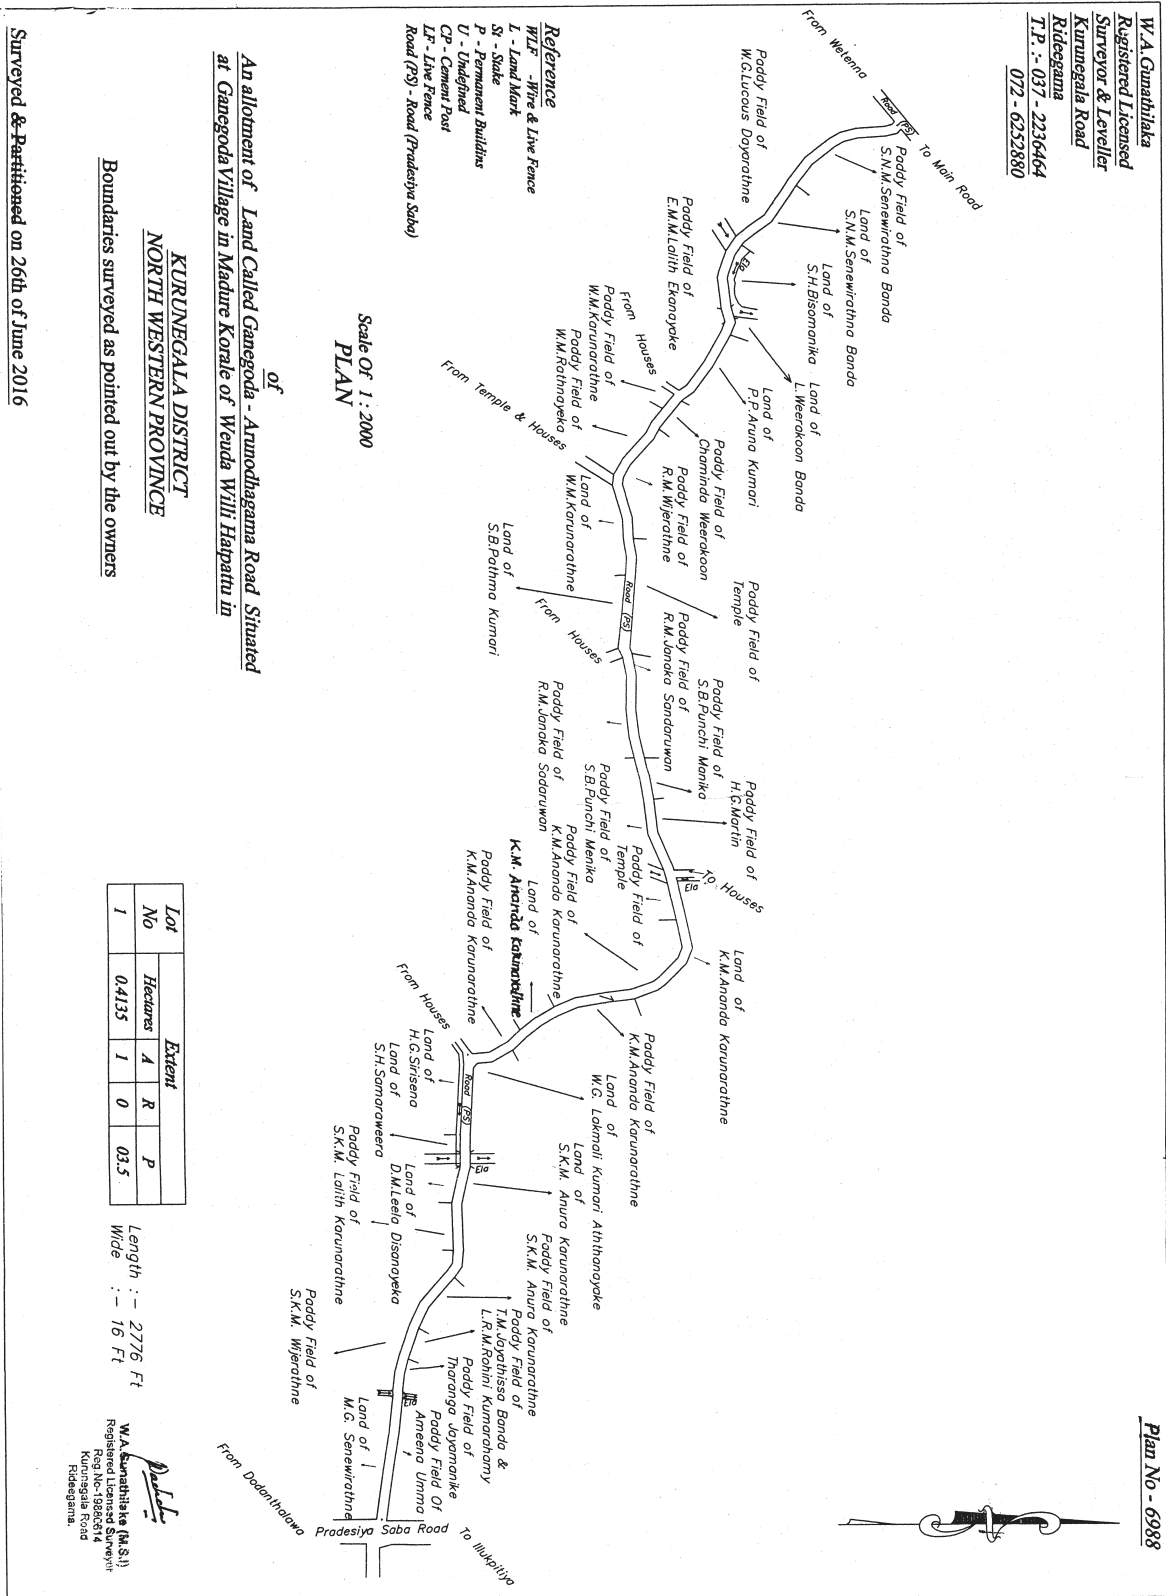 W.A.Gunathilaka
Registered Licensed
Surveyor & Leveller
Kurunegala Road
Rideegama
T.P. :- 037 - 2236464
072 - 6252880
Plan No - 6988
From Wetenna
Road (PS)
To Main Road
Paddy Field of
S.N.M.Senewirathna Banda
Land of
S.N.M.Senewirathna Banda
Land of
S.H.Bisomanika
Land of
L.Weerakoon Banda
Land of
P.P.Aruna Kumari
Paddy Field of
Chaminda Weerakoon
Paddy Field of
R.M.Wijerathne
Paddy Field of
Temple
Paddy Field of
R.M.Janaka Sandaruwan
Paddy Field of
S.B.Punchi Manika
Paddy Field of
H.G.Martin
To Houses
Ela
Land of
K.M.Ananda Karunarathne
Paddy Field of
K.M.Ananda Karunarathne
Land of
W.G. Lakmali Kumari Aththanayake
Land of
S.K.M. Anura Karunarathne
Paddy Field of
S.K.M. Anura Karunarathne
Paddy Field of
T.M.Jayathissa Banda &
L.R.M.Rohini Kumarahamy
Paddy Field of
Tharanga Jayamanike
Paddy Field Of
Ameena Umma
Paddy Field of
W.G.Lucous Dayarathne
Ela
Paddy Field of
E.M.M.Lalith Ekanayake
From Houses
Paddy Field of
W.M.Karunarathne
Paddy Field of
W.M.Rathnayeka
From Temple & Houses
Land of
W.M.Karunarathne
Road (PS)
Land of
S.B.Pathma Kumari
From Houses
Paddy Field of
R.M.Janaka Sadaruwan
Paddy Field of
S.B.Punchi Menika
Paddy Field of
Temple
Paddy Field of
K.M.Ananda Karunarathne
Land of
K.M. Ananda Karunarathne
Paddy Field of
K.M.Ananda Karunarathne
From Houses
Road (PS)
Land of
H.G.Sirisena
Land of
S.H.Samaraweera
Ela
Land of
D.M.Leela Disanayeka
Paddy Field of
S.K.M. Lalith Karunarathne
Paddy Field of
S.K.M. Wijerathne
Land of
M.G. Senewirathne
From Dodanthalawa
Pradesiya Saba Road
To Illukpitiya
Reference
WLF -Wire & Live Fence
L - Land Mark
St - Stake
P - Permanent Buildins
U - Undefined
CP - Cement Post
LF - Live Fence
Road (PS) - Road (Pradesiya Saba)
Scale Of 1 : 2000
PLAN
of
An allotment of Land Called Ganegoda - Arunodhagama Road Situated
at Ganegoda Village in Madure Korale of Weuda Willi Hatpattu in
KURUNEGALA DISTRICT
NORTH WESTERN PROVINCE
Boundaries surveyed as pointed out by the owners
Surveyed & Partitioned on 26th of June 2016
Lot No Extent
Hectares A R P
1 0.4135 1 0 03.5
Length :- 2776 Ft
Wide :- 16 Ft
W.A.Gunathilake (M.S.I)
Registered Licensed Surveyor
Reg.No-19880614
Kurunegala Road
Rideegama.